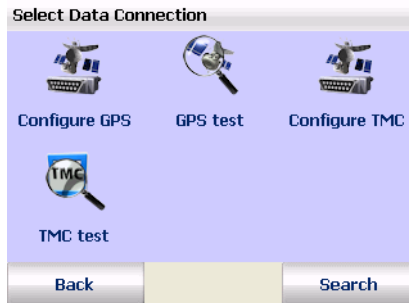 Select Data Connection
Configure GPS GPS test Configure TMC
TMC
TMC test
Back Search